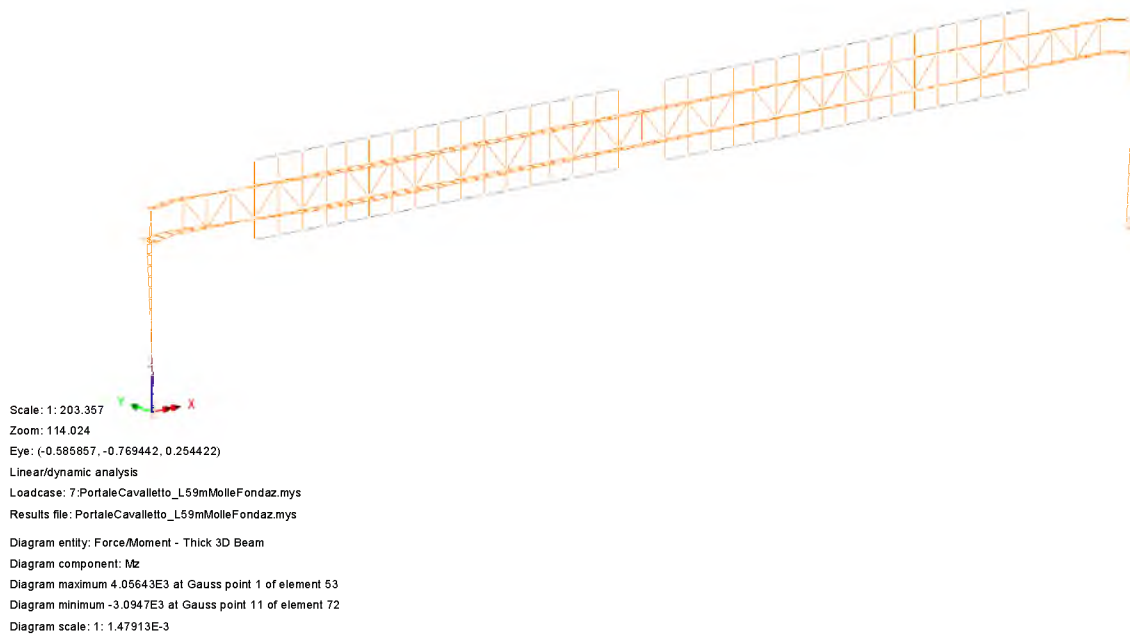 Y
X
Scale: 1: 203.357
Zoom: 114.024
Eye: (-0.585857, -0.769442, 0.254422)
Linear/dynamic analysis
Loadcase: 7:PortaleCavalletto_L59mMolleFondaz.mys
Results file: PortaleCavalletto_L59mMolleFondaz.mys
Diagram entity: Force/Moment - Thick 3D Beam
Diagram component: Mz
Diagram maximum 4.05643E3 at Gauss point 1 of element 53
Diagram minimum -3.0947E3 at Gauss point 11 of element 72
Diagram scale: 1: 1.47913E-3